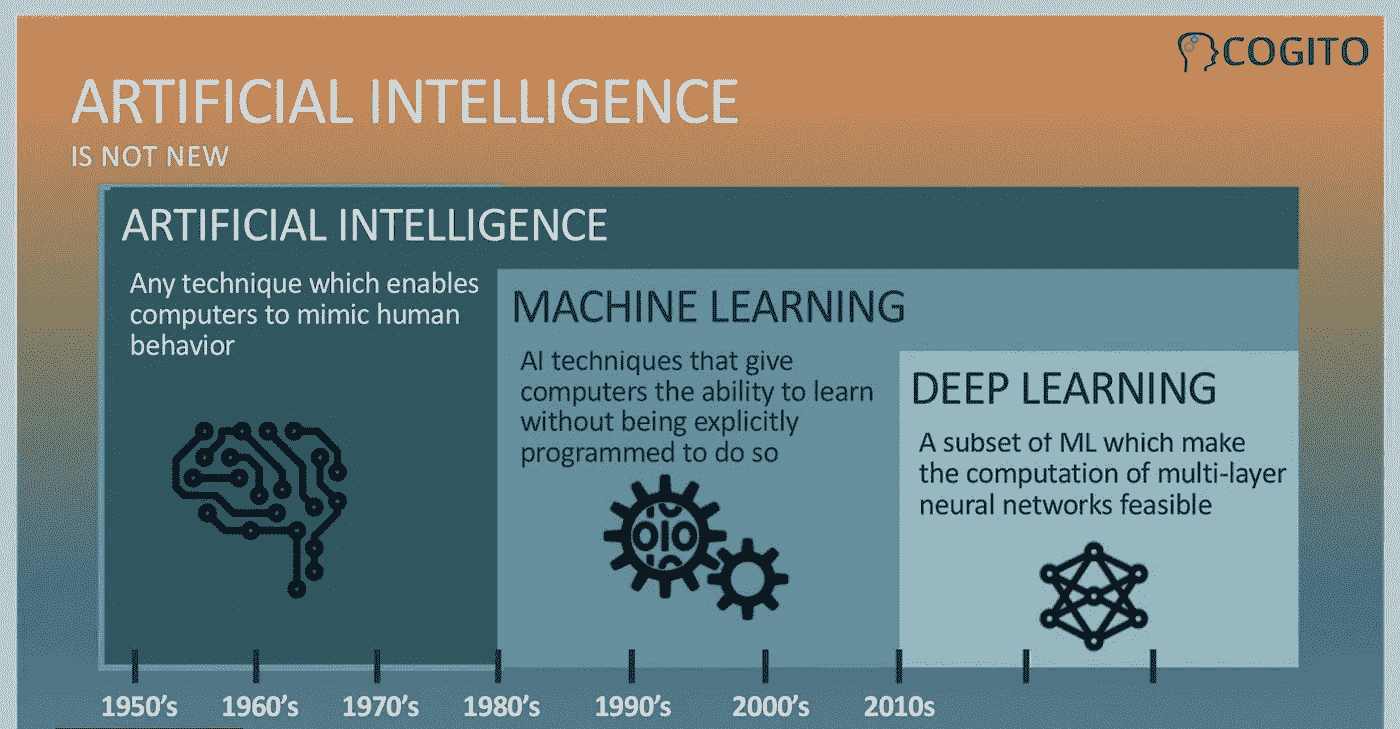 COGITO
ARTIFICIAL INTELLIGENCE
IS NOT NEW
ARTIFICIAL INTELLIGENCE
Any technique which enables
computers to mimic human
behavior
MACHINE LEARNING
AI techniques that give
computers the ability to learn
without being explicitly
programmed to do so
DEEP LEARNING
A subset of ML which make
the computation of multi-layer
neural networks feasible
1950's 1960's 1970's 1980's 1990's 2000's 2010s